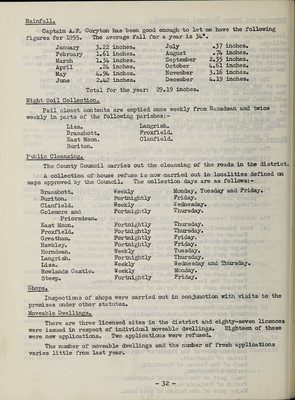 Rainfall.
Captain A.F. Coryton has been good enough to let me have the following
figures for 1955. The average fall for a year is 34".
January 3.22 inches. July .37 inches.
February 1.61 inches. August .74 inches.
March 1.34 inches. September 2.35 inches.
April .24 inches. October 4.61 inches.
May 4.94 inches. November 3.16 inches.
June 2.42 inches. December 4.19 inches.
Total for the year: 29.19 inches.
Night Soil Collection.
Pail closet contents are emptied once weekly from Ramsdean and twice
weekly in parts of the following parishes:-
Liss. Langrish.
Bramshott, Froxfield.
East Meon. Clanfield.
Buriton.
Public Cleansing.
The County Council carries out the cleansing of the roads in the district.
A collection of house refuse is now carried out in localities defined on
maps approved by the Council. The collection days are as follows:-
Bramshott, Weekly Monday, Tuesday and Friday.
Buriton. Fortnightly Friday.
Clanfield. Weekly Wednesday.
Colemore and Fortnightly Thursday.
Priorsdean.
East Meon. Fortnightly Thursday.
Froxfield. Fortnightly Thursday.
Greatham. Fortnightly Friday.
Hawkley. Fortnightly Friday.
Horndean. Weekly Tuesday.
Langrish. Fortnightly Thursday.
Liss. Weekly Wednesday and Thursday.
Rowlands Castle. Weekly Monday.
Steep. Fortnightly Friday.
Shops.
Inspections of shops were carried out in conjunction with visits to the
premises under other statutes.
Moveable Dwellings.
There are three licensed sites in the district and eighty-seven licences
were issued in respect of individual moveable dwellings. Nighteen of these
were new applications. Two applications were refused.
The number of moveable dwellings and the number of fresh applications
varies little from last year.
- 32 -